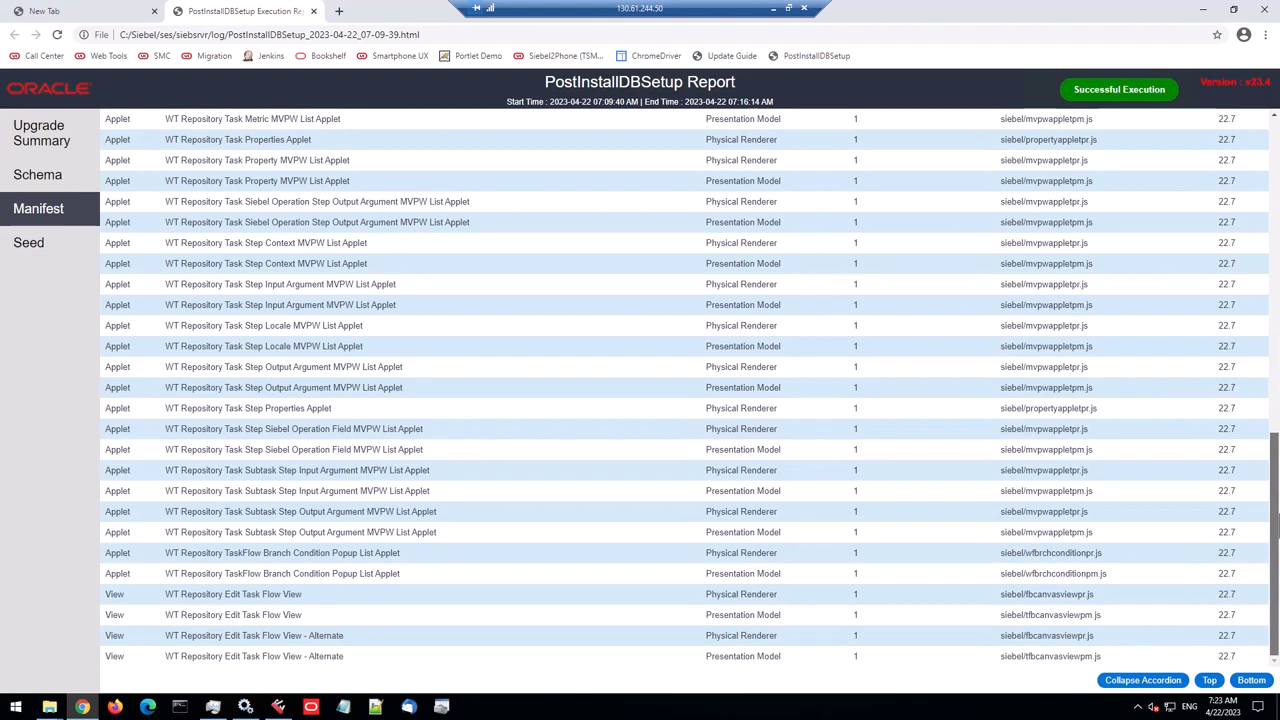 New Tab
PostInstallDBSetup Execution Re
130.61.244.50
File C:/Siebel/ses/siebsrvr/log/PostInstallDBSetup_2023-04-22_07-09-39.html
Call Center Web Tools SMC Migration Jenkins Bookshelf Smartphone UX Portlet Demo Siebel2Phone (TSM... ChromeDriver Update Guide PostInstallDBSetup
ORACLE
PostInstallDBSetup Report
Start Time : 2023-04-22 07:09:40 AM | End Time : 2023-04-22 07:16:14 AM
Successful Execution
Version : v23.4
Upgrade
Summary
Schema
Manifest
Seed
Applet WT Repository Task Metric MVPW List Applet Presentation Model 1 siebel/mvpwappletpm.js 22.7
Applet WT Repository Task Properties Applet Physical Renderer 1 siebel/propertyappletpr.js 22.7
Applet WT Repository Task Property MVPW List Applet Physical Renderer 1 siebel/mvpwappletpr.js 22.7
Applet WT Repository Task Property MVPW List Applet Presentation Model 1 siebel/mvpwappletpm.js 22.7
Applet WT Repository Task Siebel Operation Step Output Argument MVPW List Applet Physical Renderer 1 siebel/mvpwappletpr.js 22.7
Applet WT Repository Task Siebel Operation Step Output Argument MVPW List Applet Presentation Model 1 siebel/mvpwappletpm.js 22.7
Applet WT Repository Task Step Context MVPW List Applet Physical Renderer 1 siebel/mvpwappletpr.js 22.7
Applet WT Repository Task Step Context MVPW List Applet Presentation Model 1 siebel/mvpwappletpm.js 22.7
Applet WT Repository Task Step Input Argument MVPW List Applet Physical Renderer 1 siebel/mvpwappletpr.js 22.7
Applet WT Repository Task Step Input Argument MVPW List Applet Presentation Model 1 siebel/mvpwappletpm.js 22.7
Applet WT Repository Task Step Locale MVPW List Applet Physical Renderer 1 siebel/mvpwappletpr.js 22.7
Applet WT Repository Task Step Locale MVPW List Applet Presentation Model 1 siebel/mvpwappletpm.js 22.7
Applet WT Repository Task Step Output Argument MVPW List Applet Physical Renderer 1 siebel/mvpwappletpr.js 22.7
Applet WT Repository Task Step Output Argument MVPW List Applet Presentation Model 1 siebel/mvpwappletpm.js 22.7
Applet WT Repository Task Step Properties Applet Physical Renderer 1 siebel/propertyappletpr.js 22.7
Applet WT Repository Task Step Siebel Operation Field MVPW List Applet Physical Renderer 1 siebel/mvpwappletpr.js 22.7
Applet WT Repository Task Step Siebel Operation Field MVPW List Applet Presentation Model 1 siebel/mvpwappletpm.js 22.7
Applet WT Repository Task Subtask Step Input Argument MVPW List Applet Physical Renderer 1 siebel/mvpwappletpr.js 22.7
Applet WT Repository Task Subtask Step Input Argument MVPW List Applet Presentation Model 1 siebel/mvpwappletpm.js 22.7
Applet WT Repository Task Subtask Step Output Argument MVPW List Applet Physical Renderer 1 siebel/mvpwappletpr.js 22.7
Applet WT Repository Task Subtask Step Output Argument MVPW List Applet Presentation Model 1 siebel/mvpwappletpm.js 22.7
Applet WT Repository TaskFlow Branch Condition Popup List Applet Physical Renderer 1 siebel/wfbrchconditionpr.js 22.7
Applet WT Repository TaskFlow Branch Condition Popup List Applet Presentation Model 1 siebel/wfbrchconditionpm.js 22.7
View WT Repository Edit Task Flow View Physical Renderer 1 siebel/fbcanvasviewpr.js 22.7
View WT Repository Edit Task Flow View Presentation Model 1 siebel/tfbcanvasviewpm.js 22.7
View WT Repository Edit Task Flow View - Alternate Physical Renderer 1 siebel/fbcanvasviewpr.js 22.7
View WT Repository Edit Task Flow View - Alternate Presentation Model 1 siebel/tfbcanvasviewpm.js 22.7
Collapse Accordion Top Bottom
ENG
7:23 AM
4/22/2023